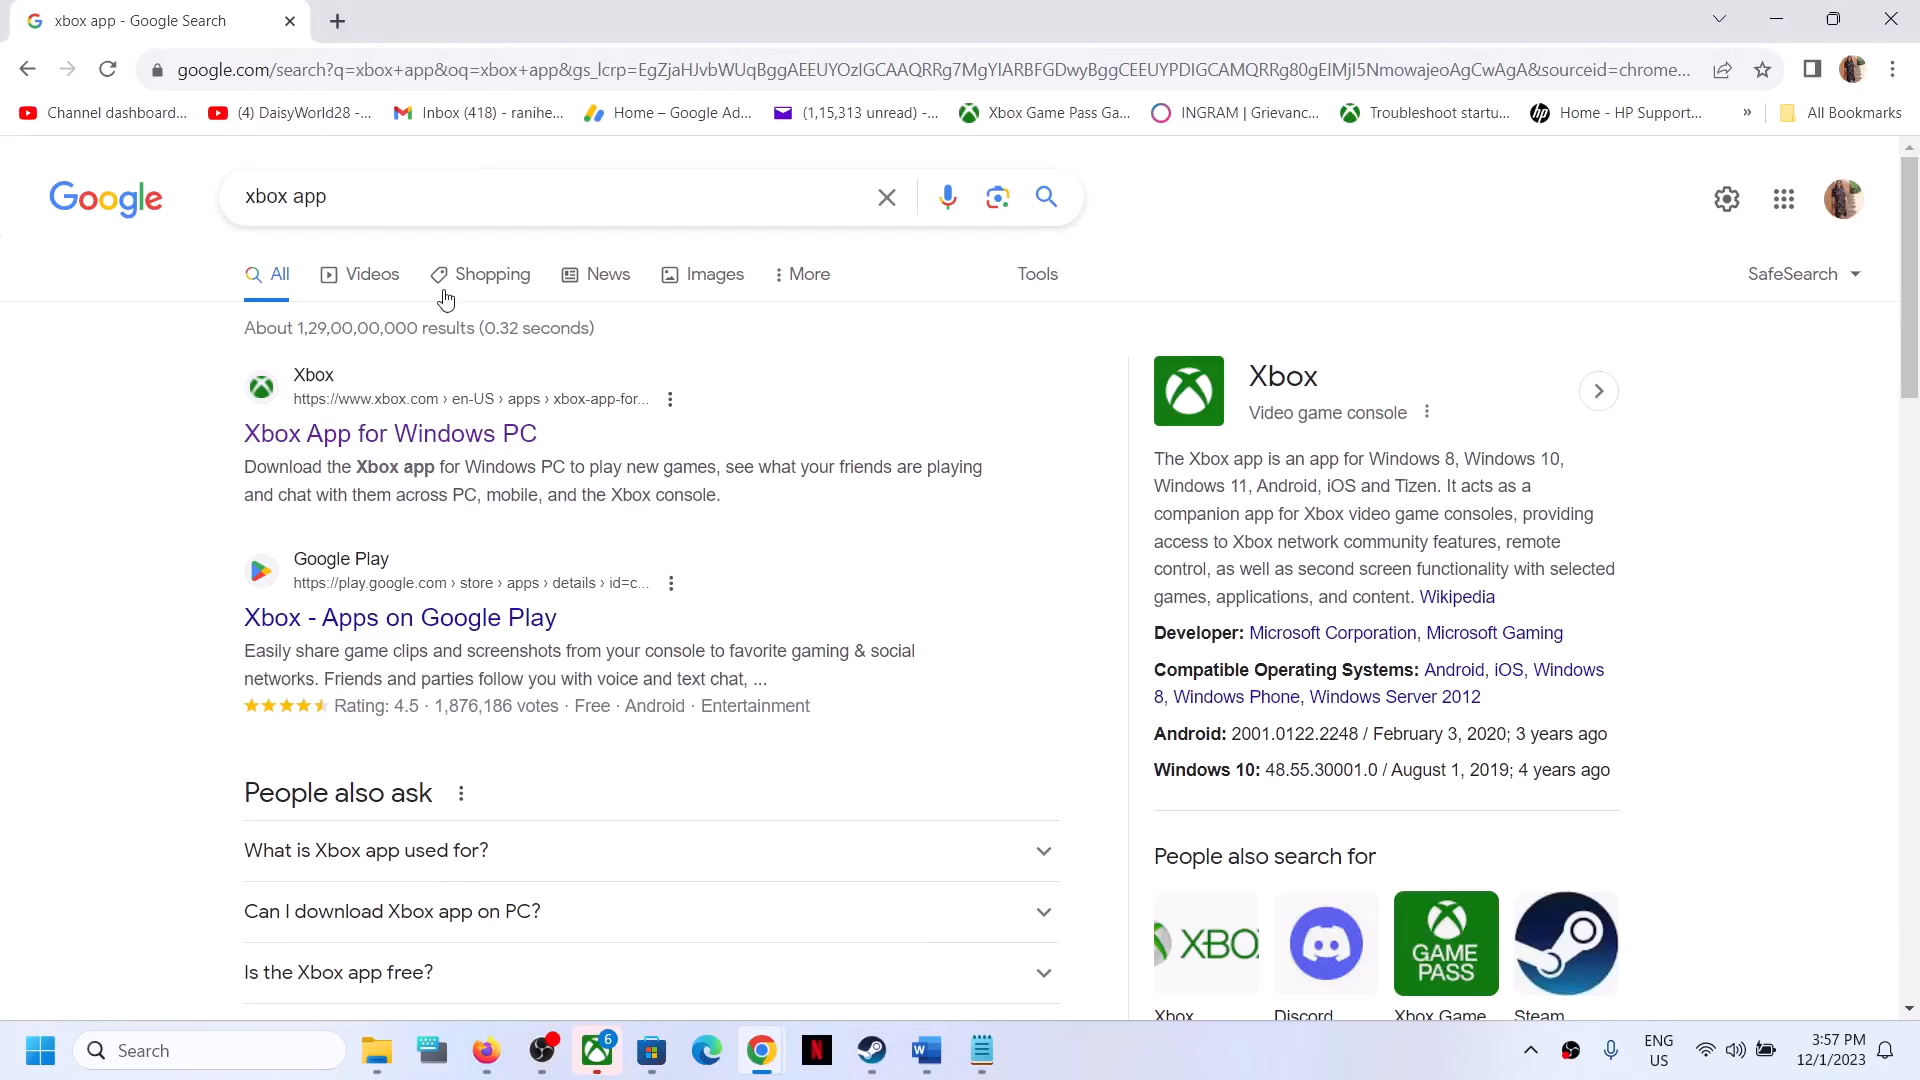 xbox app - Google Search
google.com/search?q=xbox+app&oq=xbox+app&gs_lcrp=EgZjaHJvbWUqBggAEEUYOzIGCAAQRRg7MgYIARBFGDwyBggCEEUYPDIGCAMQRRg80gEIMjI5NmowajeoAgCwAgA&sourceid=chrome...
Channel dashboard...
(4) DaisyWorld28 -...
Inbox (418) - ranihe...
Home – Google Ad...
(1,15,313 unread) -...
Xbox Game Pass Ga...
INGRAM | Grievanc...
Troubleshoot startu...
Home - HP Support...
»
All Bookmarks
Google
xbox app
All
Videos
Shopping
News
Images
More
Tools
SafeSearch
About 1,29,00,00,000 results (0.32 seconds)
Xbox
https://www.xbox.com › en-US › apps › xbox-app-for...
Xbox App for Windows PC
Download the Xbox app for Windows PC to play new games, see what your friends are playing
and chat with them across PC, mobile, and the Xbox console.
Google Play
https://play.google.com › store › apps › details › id=c...
Xbox - Apps on Google Play
Easily share game clips and screenshots from your console to favorite gaming & social
networks. Friends and parties follow you with voice and text chat, ...
Rating: 4.5 · 1,876,186 votes · Free · Android · Entertainment
People also ask
What is Xbox app used for?
Can I download Xbox app on PC?
Is the Xbox app free?
Xbox
Video game console
The Xbox app is an app for Windows 8, Windows 10,
Windows 11, Android, iOS and Tizen. It acts as a
companion app for Xbox video game consoles, providing
access to Xbox network community features, remote
control, as well as second screen functionality with selected
games, applications, and content. Wikipedia
Developer: Microsoft Corporation, Microsoft Gaming
Compatible Operating Systems: Android, iOS, Windows
8, Windows Phone, Windows Server 2012
Android: 2001.0122.2248 / February 3, 2020; 3 years ago
Windows 10: 48.55.30001.0 / August 1, 2019; 4 years ago
People also search for
XBO
GAME
PASS
Xbox
Discord
Xbox Game
Steam
Search
6
N
W
ENG
US
3:57 PM
12/1/2023